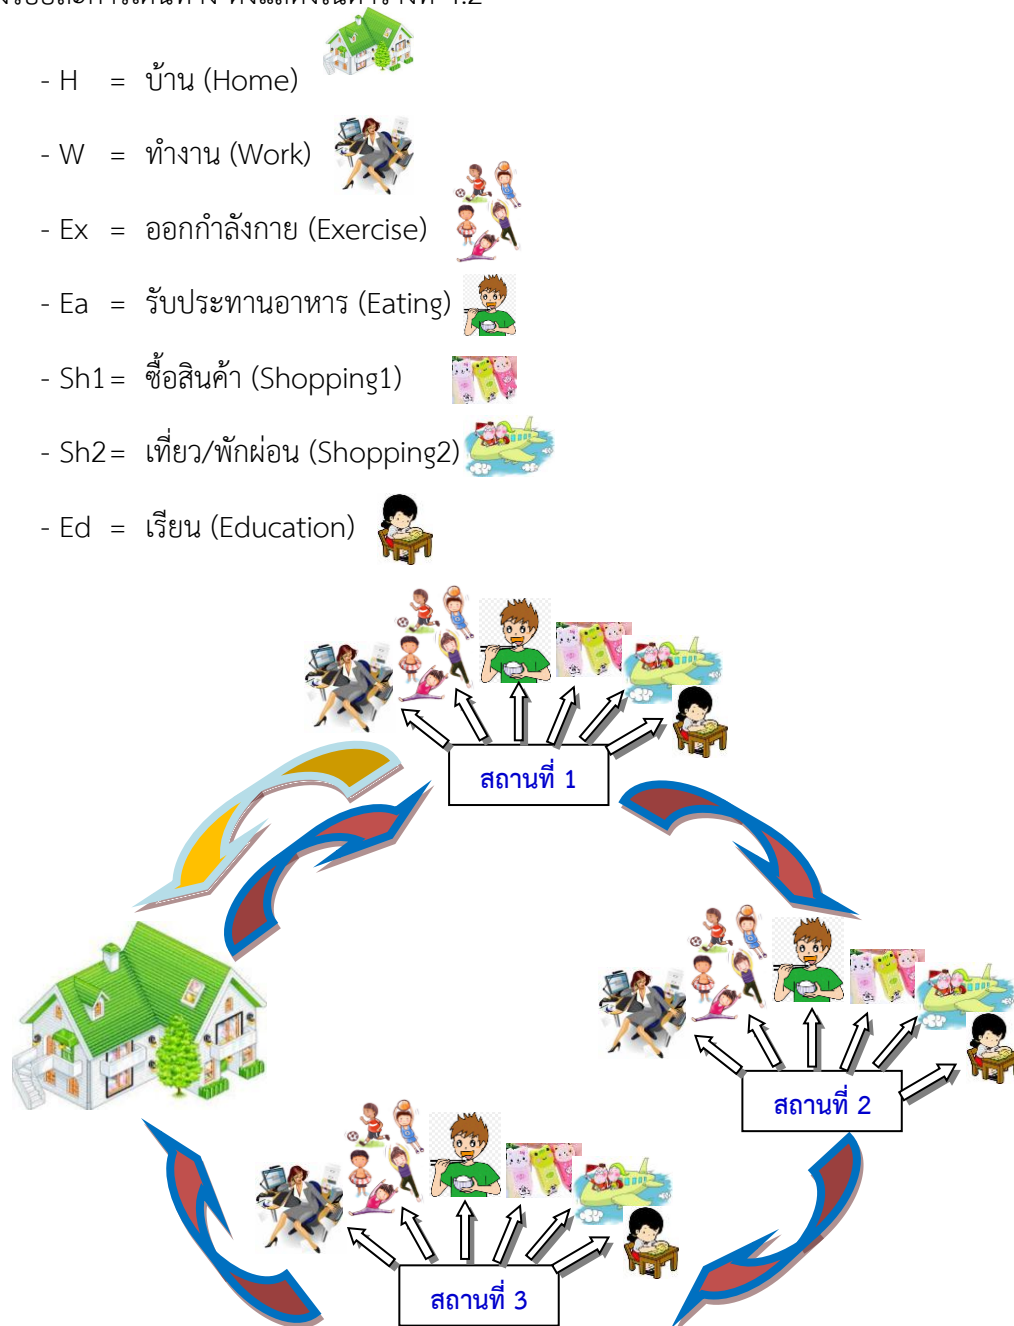 - H = บ้าน (Home)
- W = ทำงาน (Work)
- Ex = ออกกำลังกาย (Exercise)
- Ea = รับประทานอาหาร (Eating)
- Sh1 = ซื้อสินค้า (Shopping1)
- Sh2 = เที่ยว/พักผ่อน (Shopping2)
- Ed = เรียน (Education)
สถานที่ 1
สถานที่ 2
สถานที่ 3